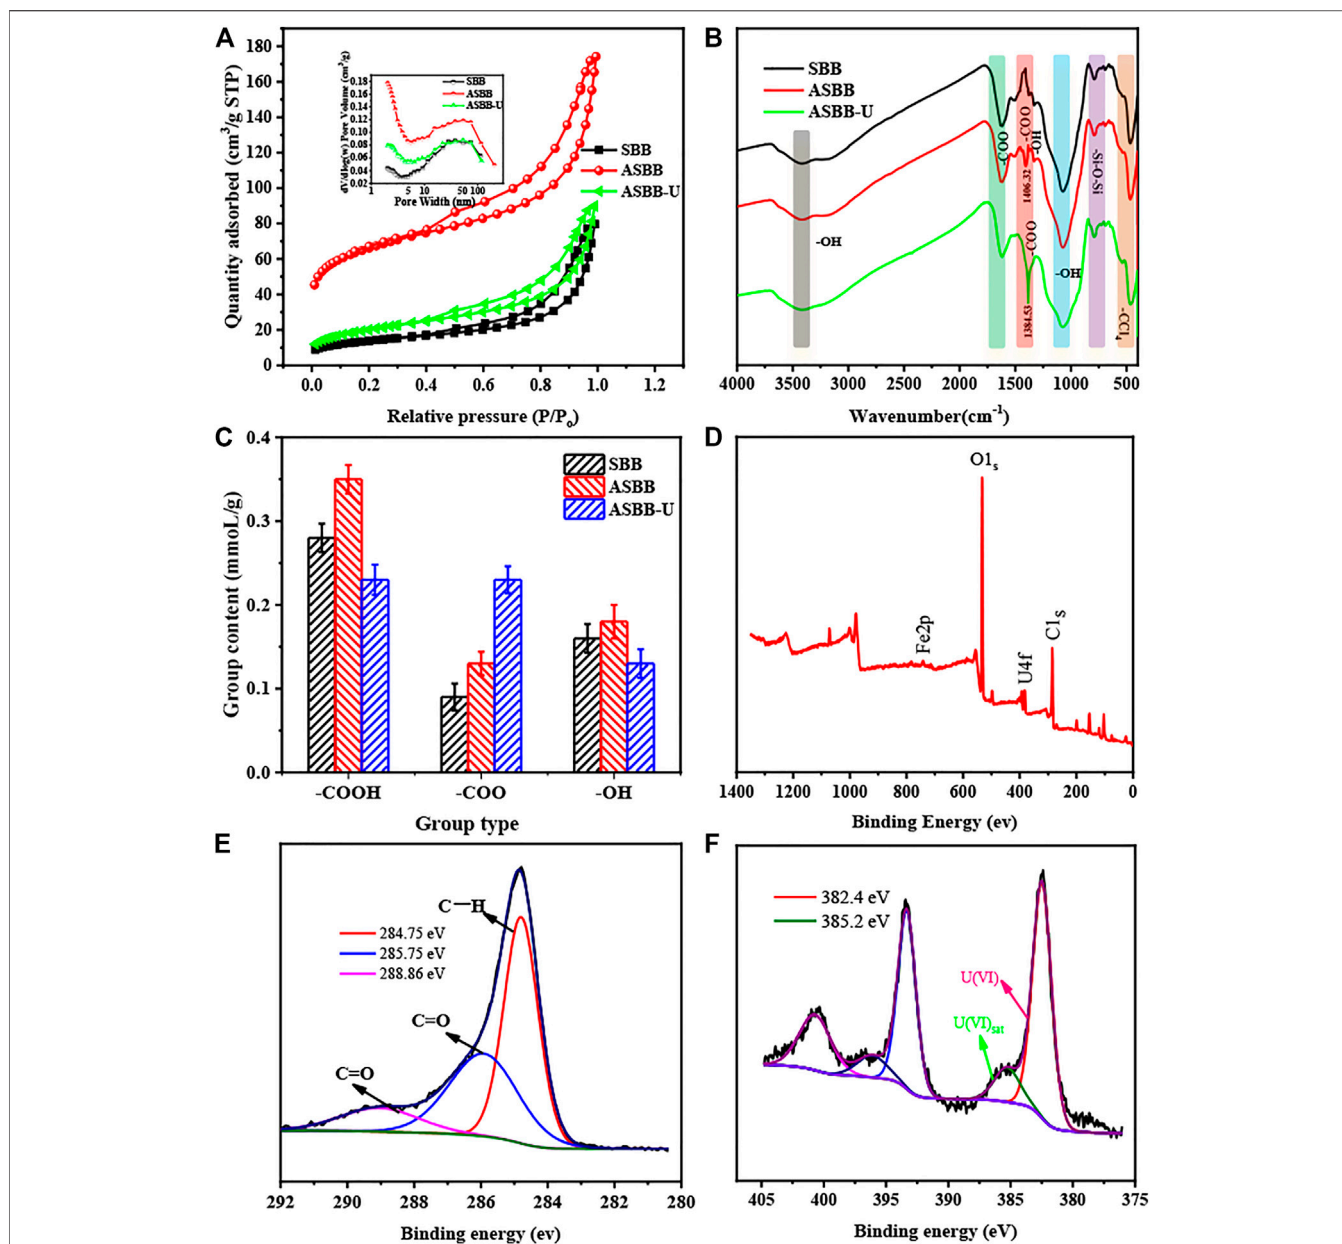 A
180
160
140
120
100
80
60
40
20
0
Quantity adsorbed (cm³/g STP)
0.0 0.2 0.4 0.6 0.8 1.0 1.2
Relative pressure (P/Pₒ)
SBB
ASBB
ASBB-U
0.18
0.16
0.14
0.12
0.10
0.08
0.06
0.04
0.02
dV/dlog(w) Pore Volume (cm³/g)
1 5 10 50 100
Pore Width (nm)
SBB
ASBB
ASBB-U
B
SBB
ASBB
ASBB-U
-OH
-COO
-COO
1406.32
-OH
-COO
1384.53
-OH
-Si-O-Si
-CCl₄
4000 3500 3000 2500 2000 1500 1000 500
Wavenumber(cm⁻¹)
C
0.4
0.3
0.2
0.1
0.0
Group content (mmoL/g)
SBB
ASBB
ASBB-U
-COOH -COO -OH
Group type
D
O1s
Fe2p
U4f
C1s
1400 1200 1000 800 600 400 200 0
Binding Energy (ev)
E
C—H
284.75 eV
285.75 eV
288.86 eV
C=O
C=O
292 290 288 286 284 282 280
Binding energy (ev)
F
382.4 eV
385.2 eV
U(VI)
U(VI)sat
405 400 395 390 385 380 375
Binding energy (eV)